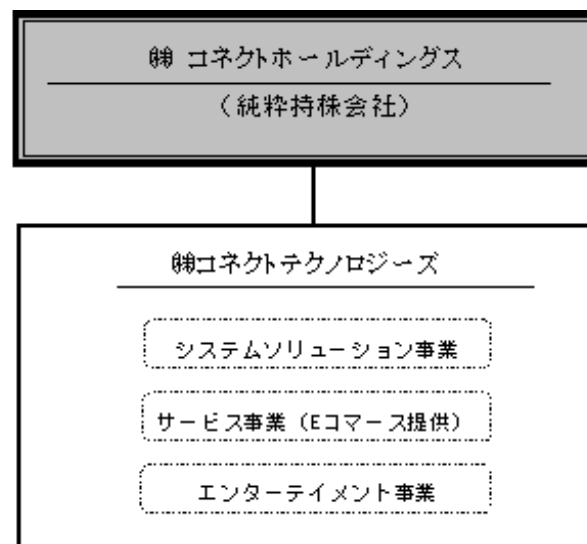 ㈱ コネクトホールディングス
（純粋持株会社）
㈱コネクトテクノロジーズ
システムソリューション事業
サービス事業（Eコマース提供）
エンターテイメント事業